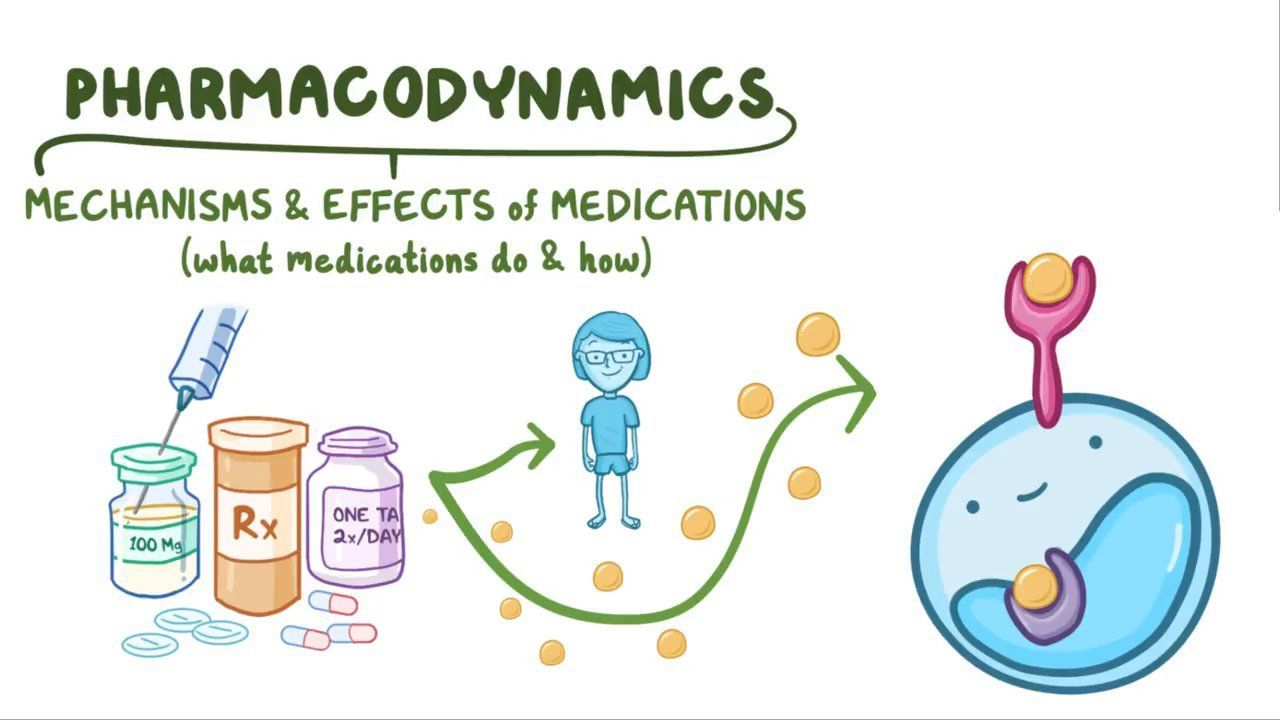 PHARMACODYNAMICS
MECHANISMS & EFFECTS of MEDICATIONS
(what medications do & how)
100 Mg
Rx
ONE TA
2x/DAY